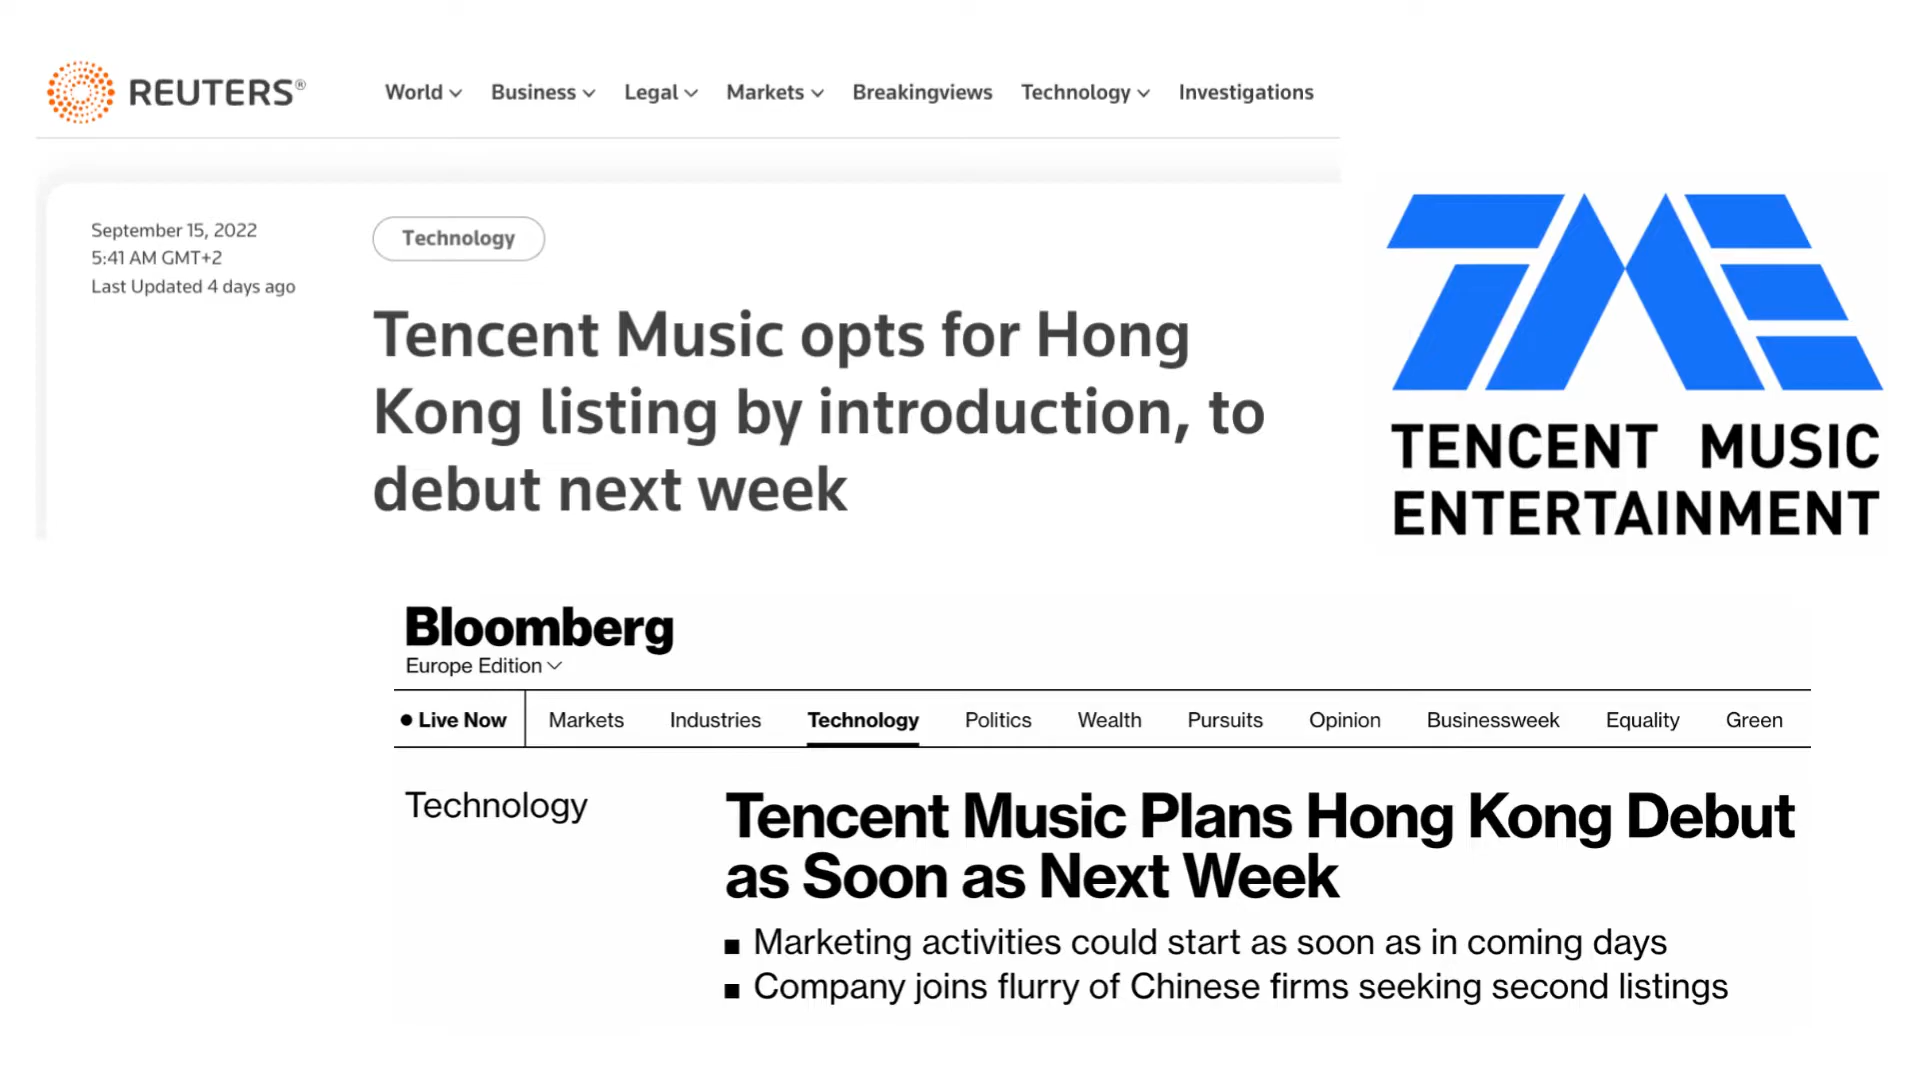 REUTERS®
World Business Legal Markets Breakingviews Technology Investigations
September 15, 2022
5:41 AM GMT+2
Last Updated 4 days ago
Technology
Tencent Music opts for Hong
Kong listing by introduction, to
debut next week
TME
TENCENT MUSIC
ENTERTAINMENT
Bloomberg
Europe Edition
Live Now Markets Industries Technology Politics Wealth Pursuits Opinion Businessweek Equality Green
Technology
Tencent Music Plans Hong Kong Debut
as Soon as Next Week
Marketing activities could start as soon as in coming days
Company joins flurry of Chinese firms seeking second listings